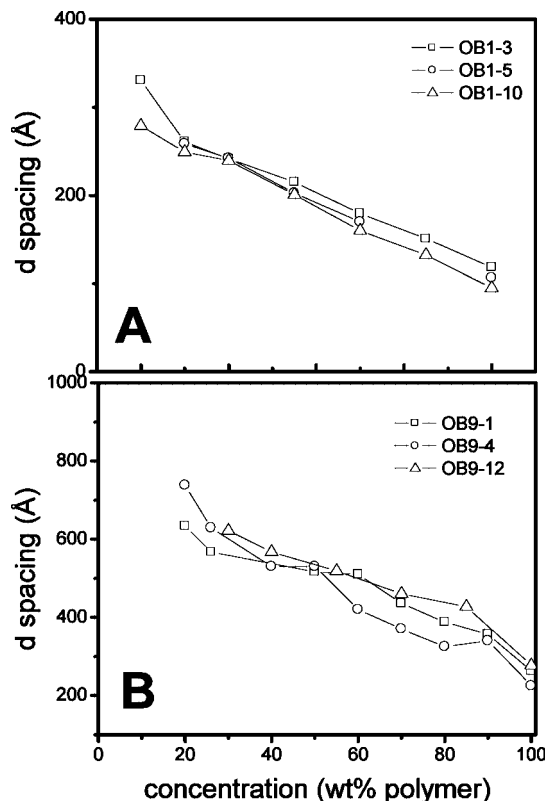 400
OB1-3
OB1-5
OB1-10
200
d spacing (Å)
A
0
1000
OB9-1
OB9-4
OB9-12
800
600
d spacing (Å)
400
200
B
0 20 40 60 80 100
concentration (wt% polymer)